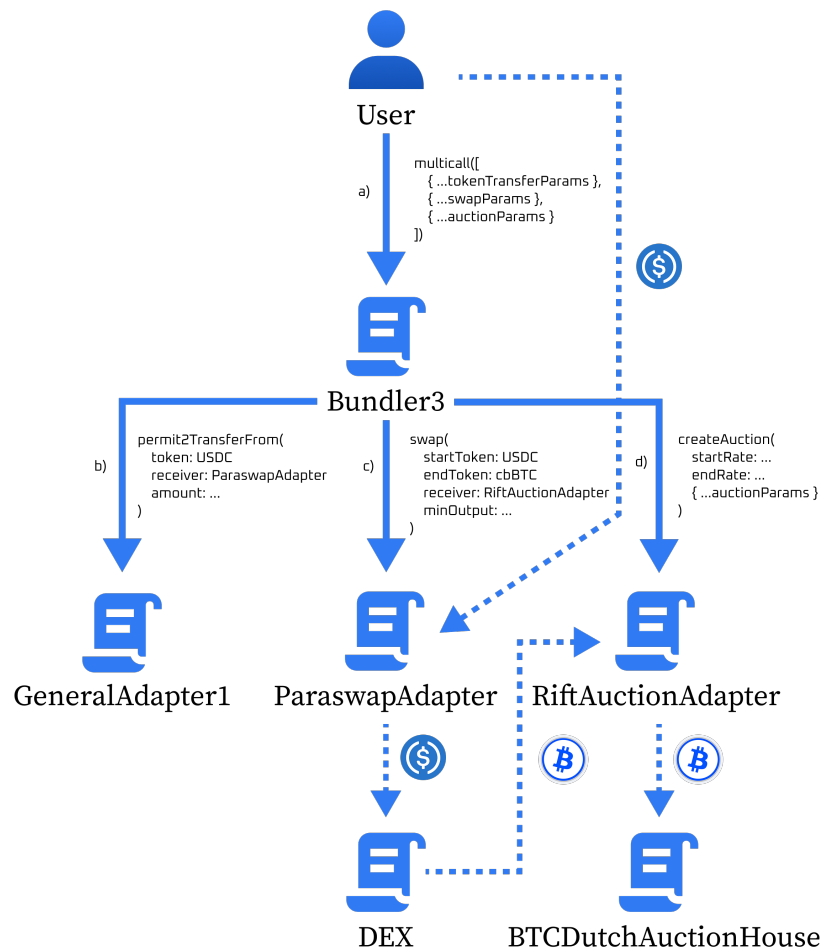 User
a)
multicall([
{ ...tokenTransferParams },
{ ...swapParams },
{ ...auctionParams }
])
Bundler3
b)
permit2TransferFrom(
token: USDC
receiver: ParaswapAdapter
amount: ...
)
c)
swap(
startToken: USDC
endToken: cbBTC
receiver: RiftAuctionAdapter
minOutput: ...
)
d)
createAuction(
startRate: ...
endRate: ...
{ ...auctionParams }
)
GeneralAdapter1
ParaswapAdapter
RiftAuctionAdapter
DEX
BTCDutchAuctionHouse